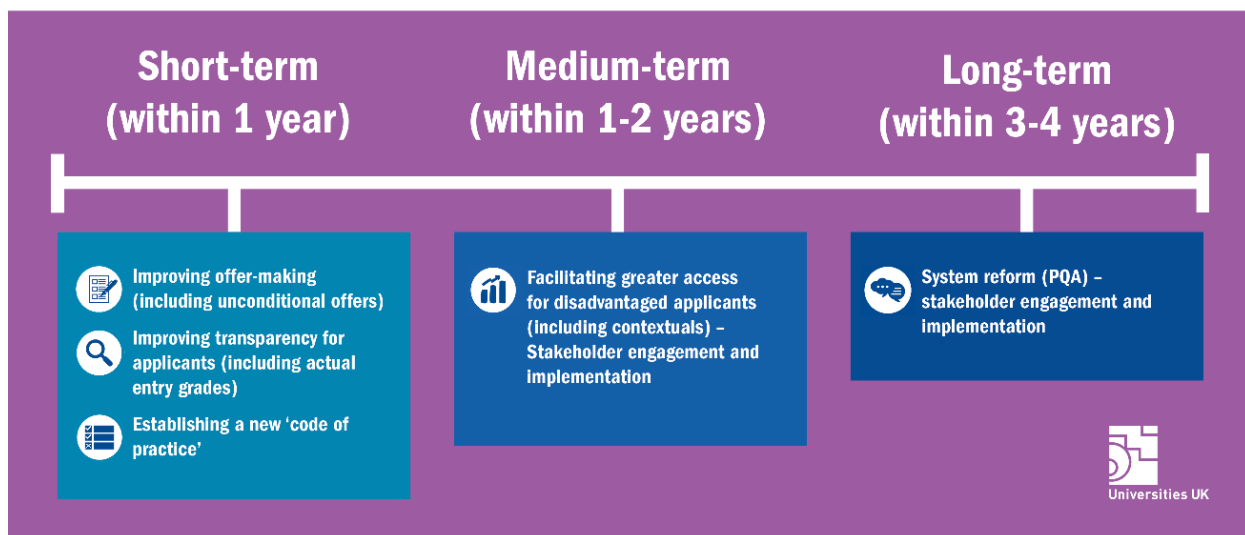 Short-term
(within 1 year)
Medium-term
(within 1-2 years)
Long-term
(within 3-4 years)
Improving offer-making
(including unconditional offers)
Improving transparency for
applicants (including actual
entry grades)
Establishing a new ‘code of
practice’
Facilitating greater access
for disadvantaged applicants
(including contextuals) –
Stakeholder engagement and
implementation
System reform (PQA) –
stakeholder engagement and
implementation
Universities UK